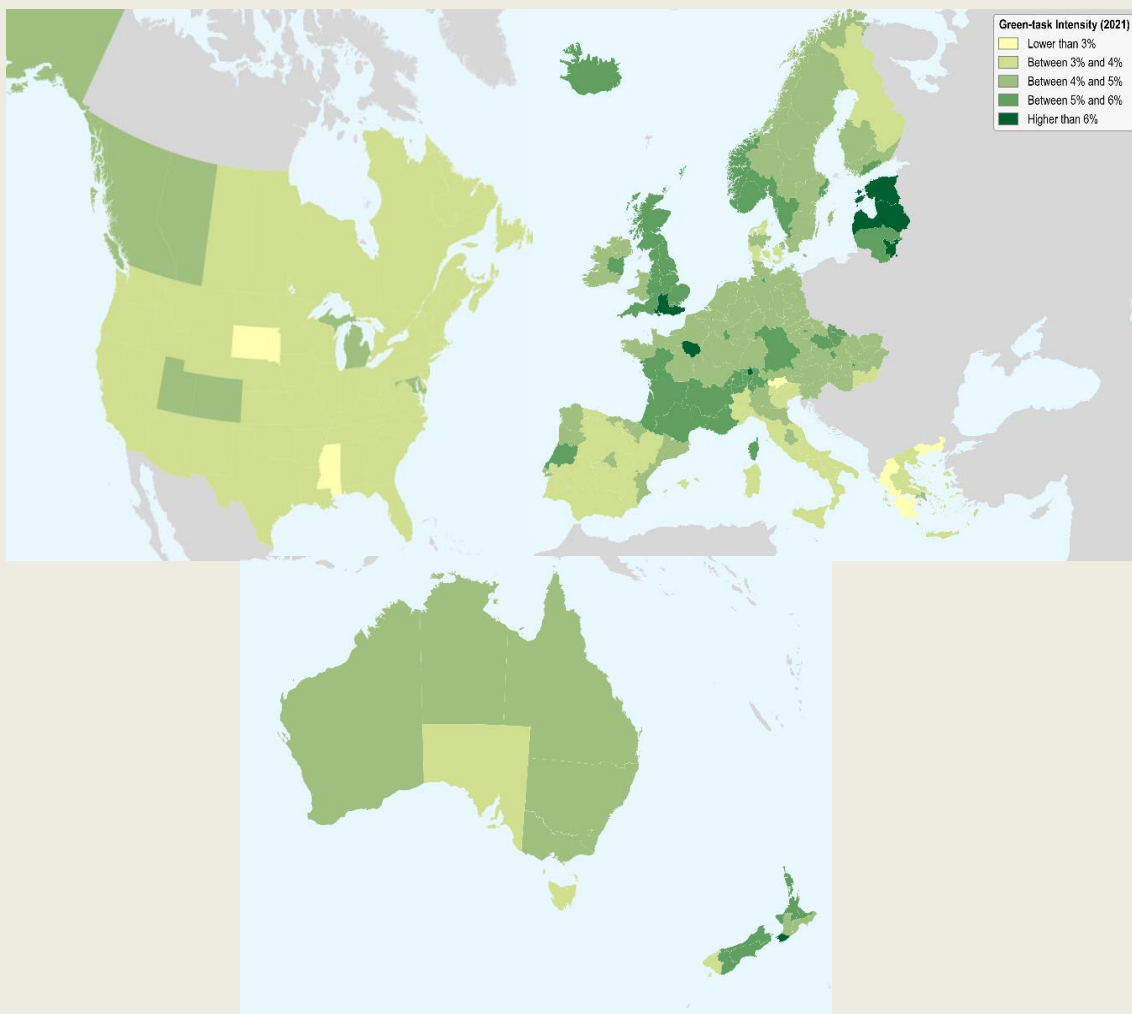 Green-task Intensity (2021)
Lower than 3%
Between 3% and 4%
Between 4% and 5%
Between 5% and 6%
Higher than 6%